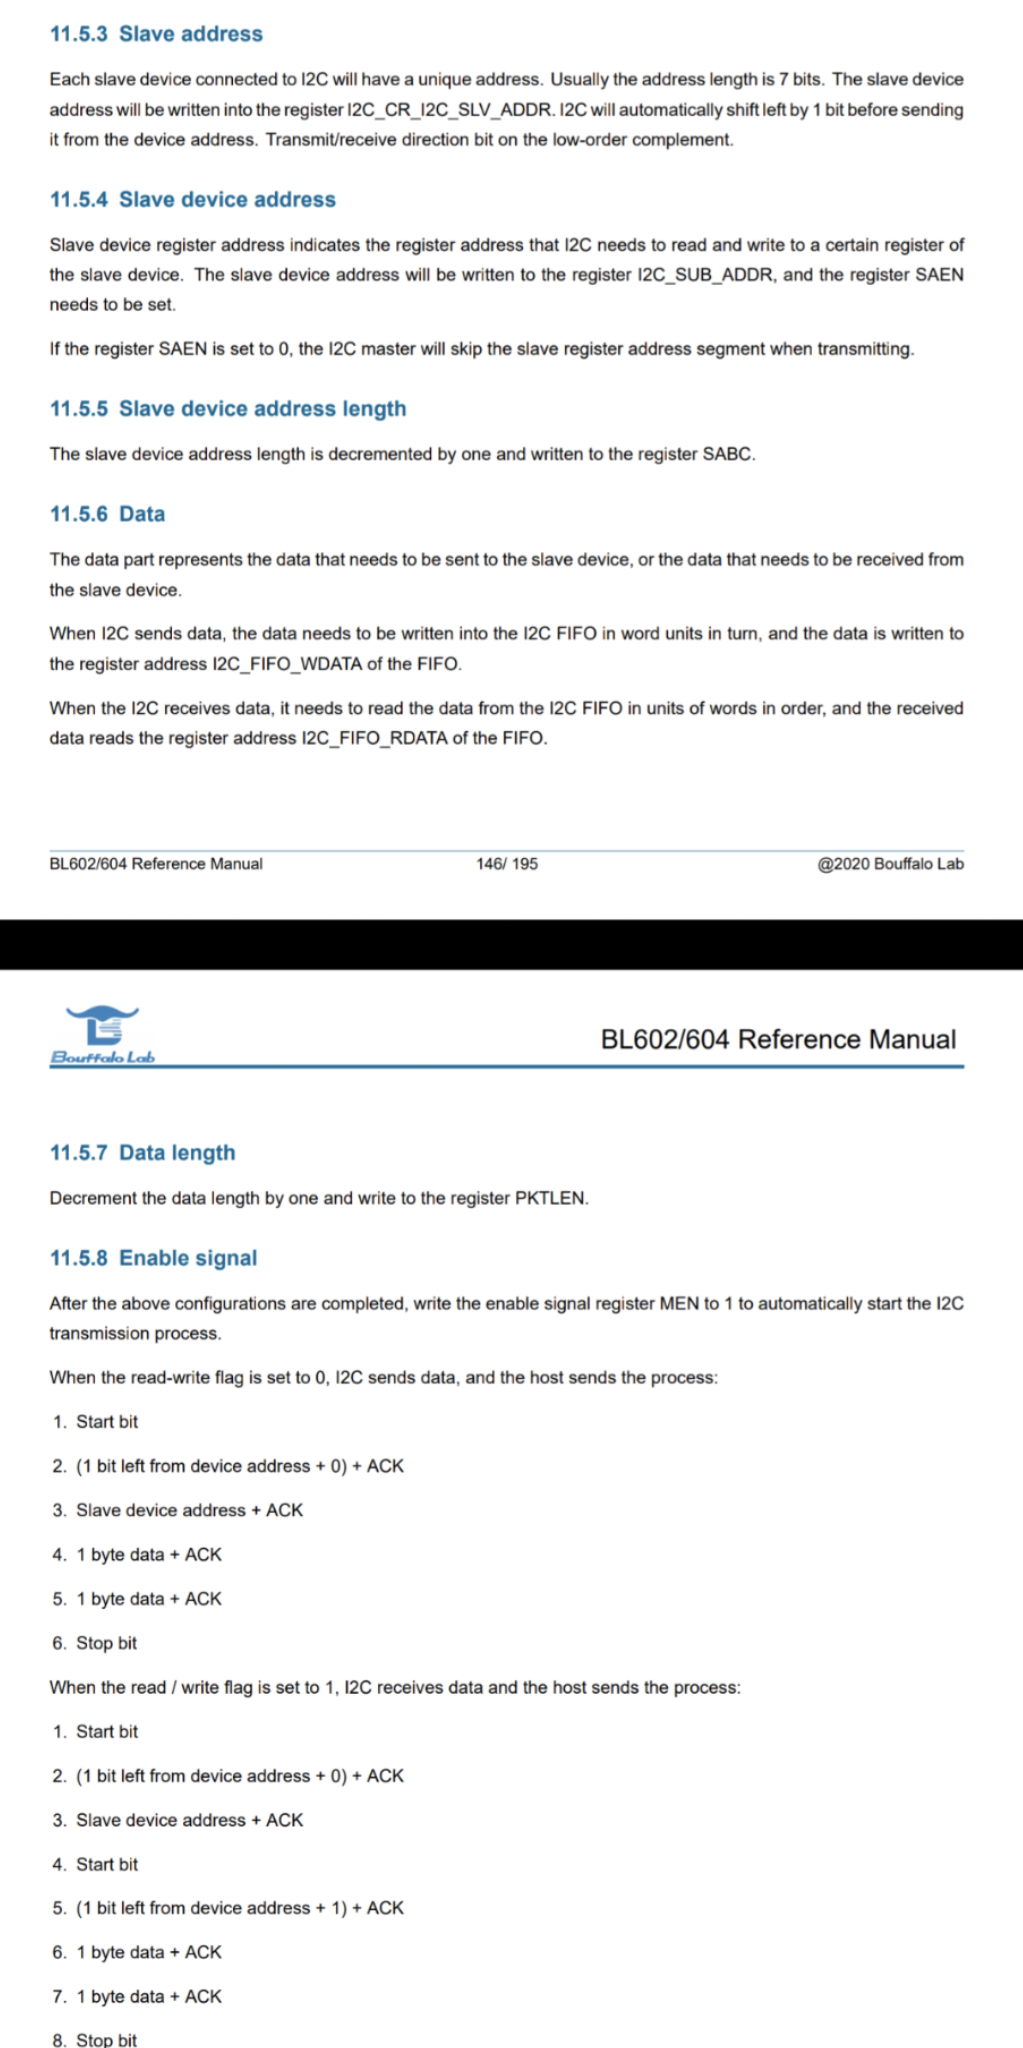 11.5.3 Slave address
Each slave device connected to I2C will have a unique address. Usually the address length is 7 bits. The slave device
address will be written into the register I2C_CR_I2C_SLV_ADDR. I2C will automatically shift left by 1 bit before sending
it from the device address. Transmit/receive direction bit on the low-order complement.
11.5.4 Slave device address
Slave device register address indicates the register address that I2C needs to read and write to a certain register of
the slave device. The slave device address will be written to the register I2C_SUB_ADDR, and the register SAEN
needs to be set.
If the register SAEN is set to 0, the I2C master will skip the slave register address segment when transmitting.
11.5.5 Slave device address length
The slave device address length is decremented by one and written to the register SABC.
11.5.6 Data
The data part represents the data that needs to be sent to the slave device, or the data that needs to be received from
the slave device.
When I2C sends data, the data needs to be written into the I2C FIFO in word units in turn, and the data is written to
the register address I2C_FIFO_WDATA of the FIFO.
When the I2C receives data, it needs to read the data from the I2C FIFO in units of words in order, and the received
data reads the register address I2C_FIFO_RDATA of the FIFO.
BL602/604 Reference Manual 146/ 195 @2020 Bouffalo Lab
Bouffalo Lab
BL602/604 Reference Manual
11.5.7 Data length
Decrement the data length by one and write to the register PKTLEN.
11.5.8 Enable signal
After the above configurations are completed, write the enable signal register MEN to 1 to automatically start the I2C
transmission process.
When the read-write flag is set to 0, I2C sends data, and the host sends the process:
1. Start bit
2. (1 bit left from device address + 0) + ACK
3. Slave device address + ACK
4. 1 byte data + ACK
5. 1 byte data + ACK
6. Stop bit
When the read / write flag is set to 1, I2C receives data and the host sends the process:
1. Start bit
2. (1 bit left from device address + 0) + ACK
3. Slave device address + ACK
4. Start bit
5. (1 bit left from device address + 1) + ACK
6. 1 byte data + ACK
7. 1 byte data + ACK
8. Stop bit